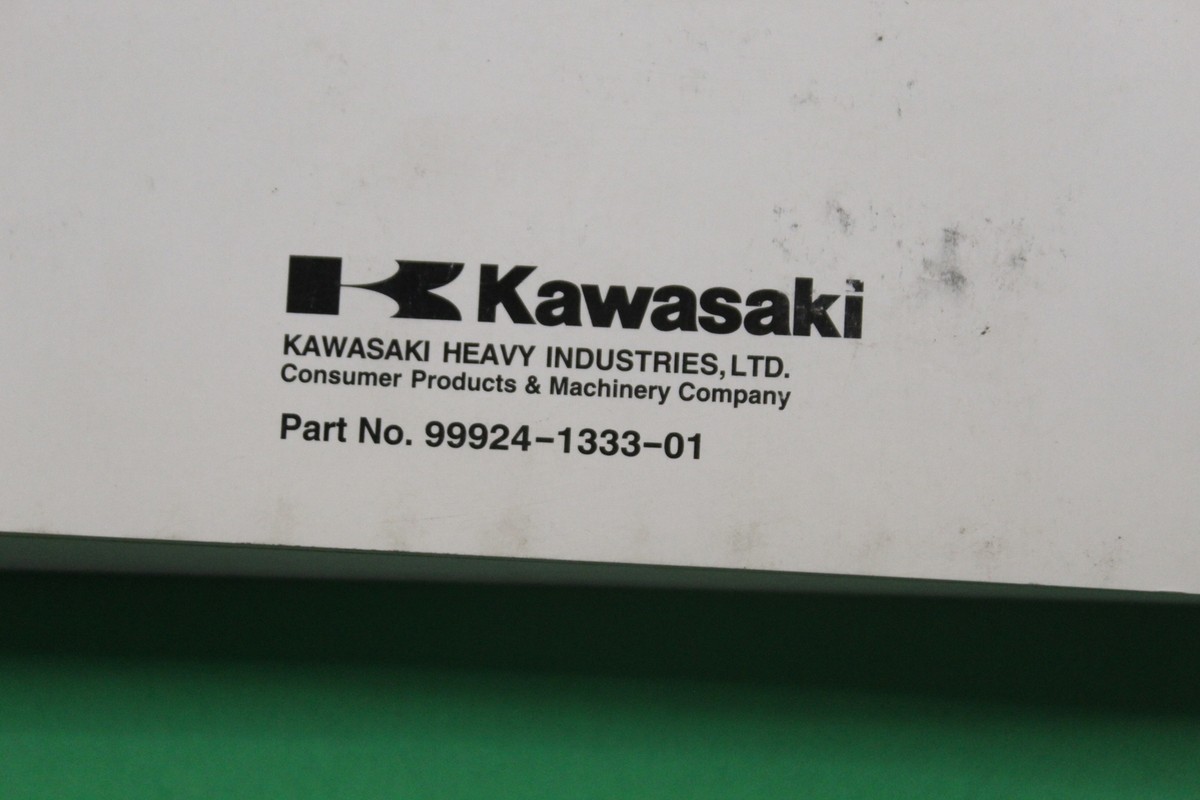 Kawasaki
KAWASAKI HEAVY INDUSTRIES,LTD.
Consumer Products & Machinery Company
Part No. 99924-1333-01